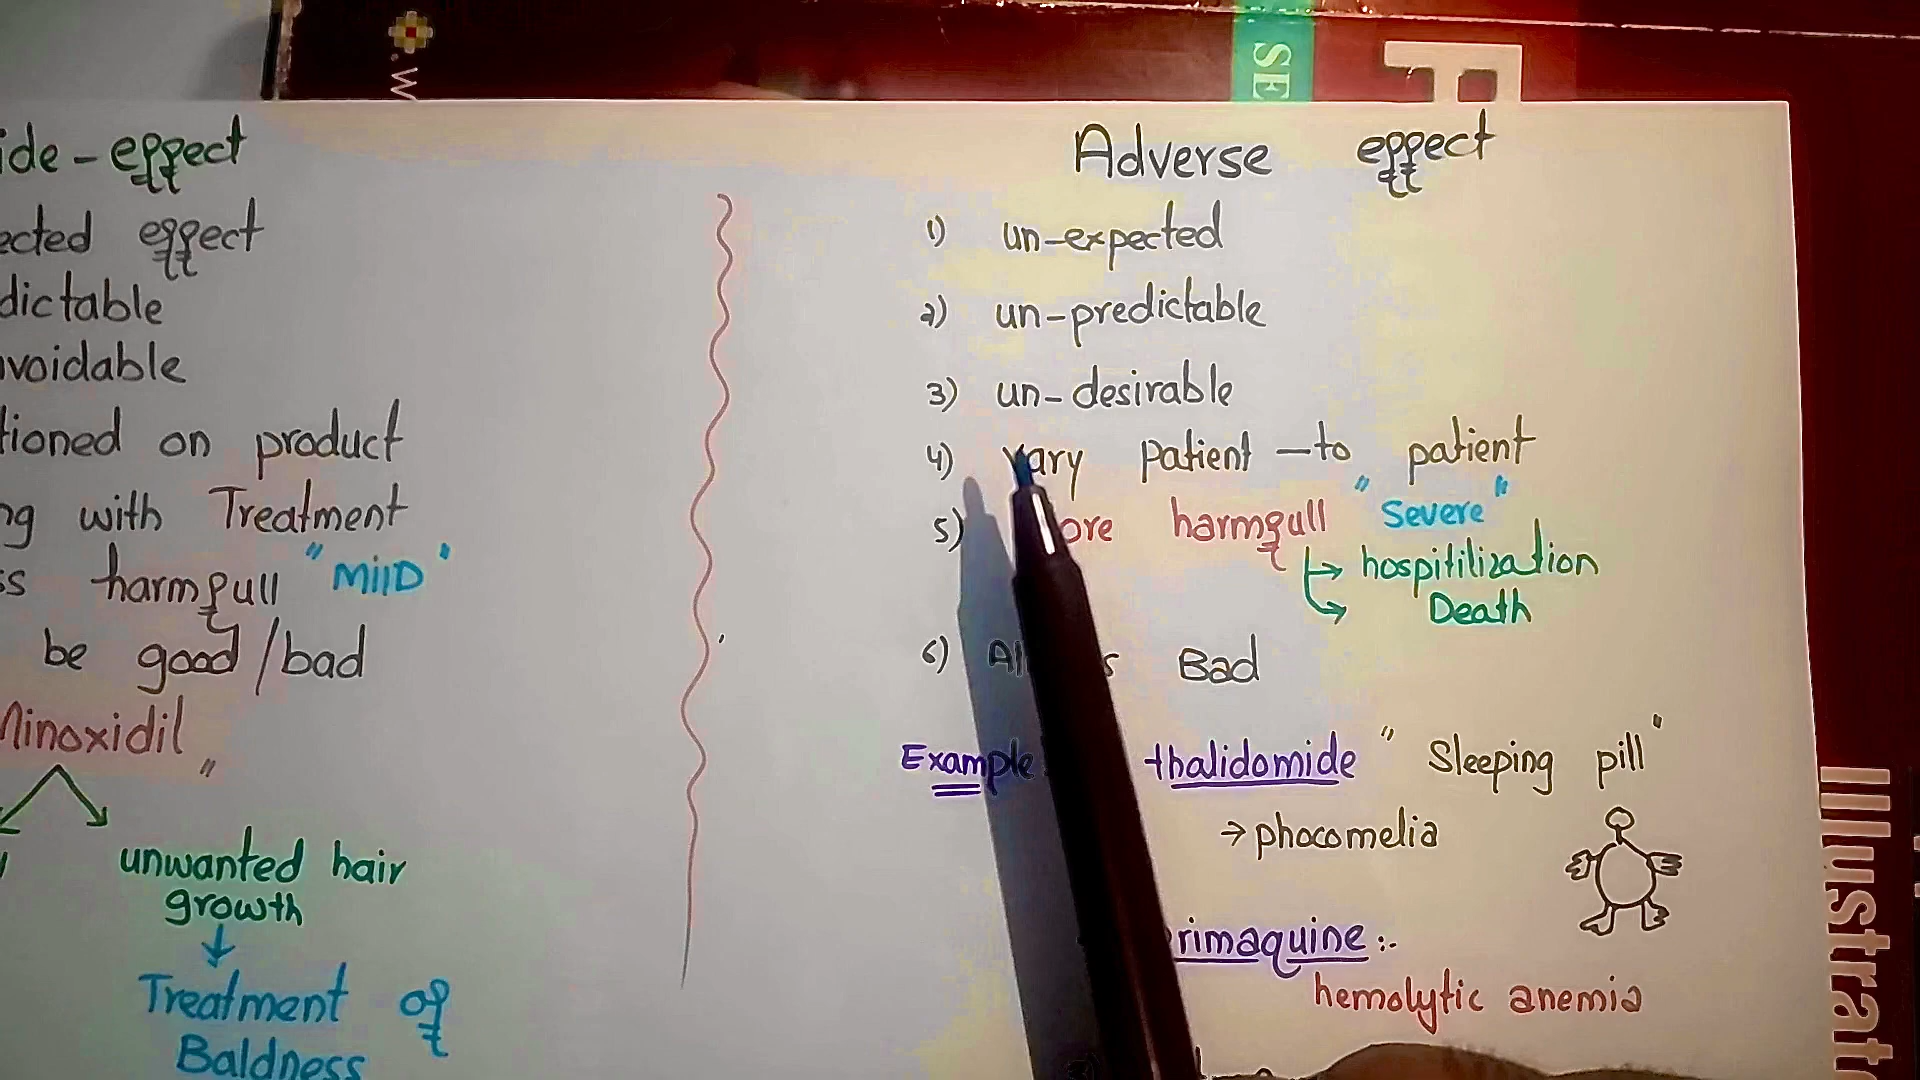 SE
ide-effect
ected effect
dictable
avoidable
tioned on product
ng with Treatment
ss harmfull "MilD"
be good/bad
Minoxidil"
unwanted hair
growth
Treatment of
Baldness
Adverse effect
1) un-expected
2) un-predictable
3) un-desirable
4) vary patient-to patient
5) ore harmfull "Severe"
hospitilization
Death
6) Al s Bad
Example thalidomide "Sleeping pill"
→ phocomelia
rimaquine:-
hemolytic anemia
Illustrat